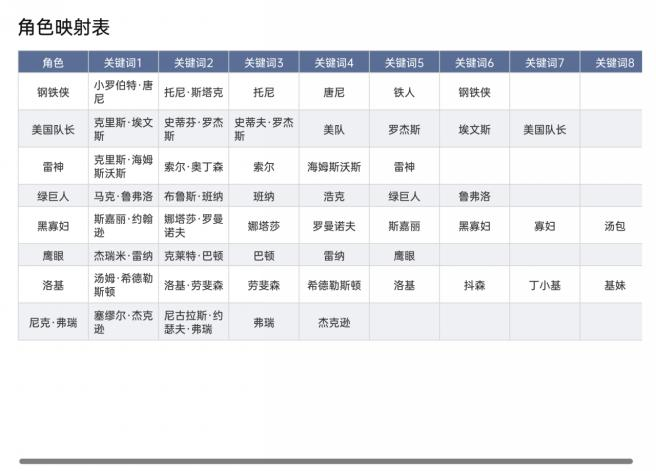 角色映射表
角色 关键词1 关键词2 关键词3 关键词4 关键词5 关键词6 关键词7 关键词8
钢铁侠 小罗伯特·唐尼 托尼·斯塔克 托尼 唐尼 铁人 钢铁侠
美国队长 克里斯·埃文斯 史蒂芬·罗杰斯 史蒂夫·罗杰斯 美队 罗杰斯 埃文斯 美国队长
雷神 克里斯·海姆斯沃斯 索尔·奥丁森 索尔 海姆斯沃斯 雷神
绿巨人 马克·鲁弗洛 布鲁斯·班纳 班纳 浩克 绿巨人 鲁弗洛
黑寡妇 斯嘉丽·约翰逊 娜塔莎·罗曼诺夫 娜塔莎 罗曼诺夫 斯嘉丽 黑寡妇 寡妇 汤包
鹰眼 杰瑞米·雷纳 克莱特·巴顿 巴顿 雷纳 鹰眼
洛基 汤姆·希德勒斯顿 洛基·劳斐森 劳斐森 希德勒斯顿 洛基 抖森 丁小基 基妹
尼克·弗瑞 塞缪尔·杰克逊 尼古拉斯·约瑟夫·弗瑞 弗瑞 杰克逊